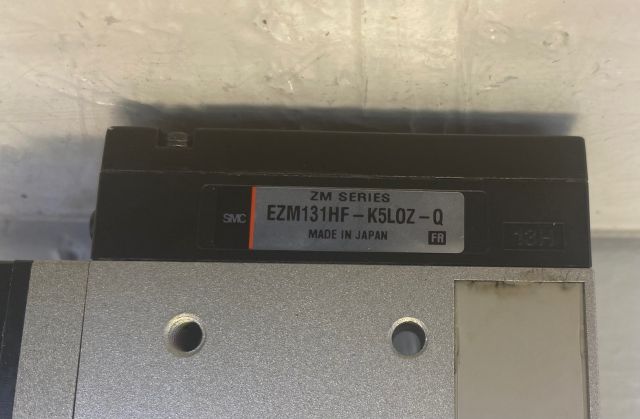 ZM SERIES
SMC
EZM131HF-K5LOZ-Q
MADE IN JAPAN
FR
13H